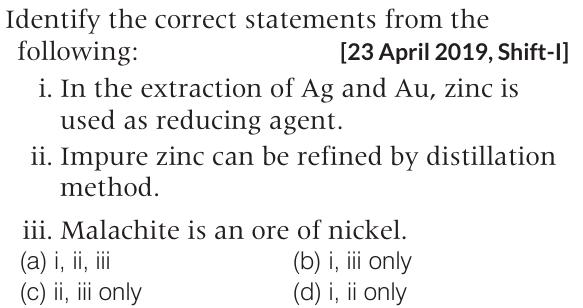 Identify the correct statements from the
following: [23 April 2019, Shift-I]
i. In the extraction of Ag and Au, zinc is
used as reducing agent.
ii. Impure zinc can be refined by distillation
method.
iii. Malachite is an ore of nickel.
(a) i, ii, iii (b) i, iii only
(c) ii, iii only (d) i, ii only